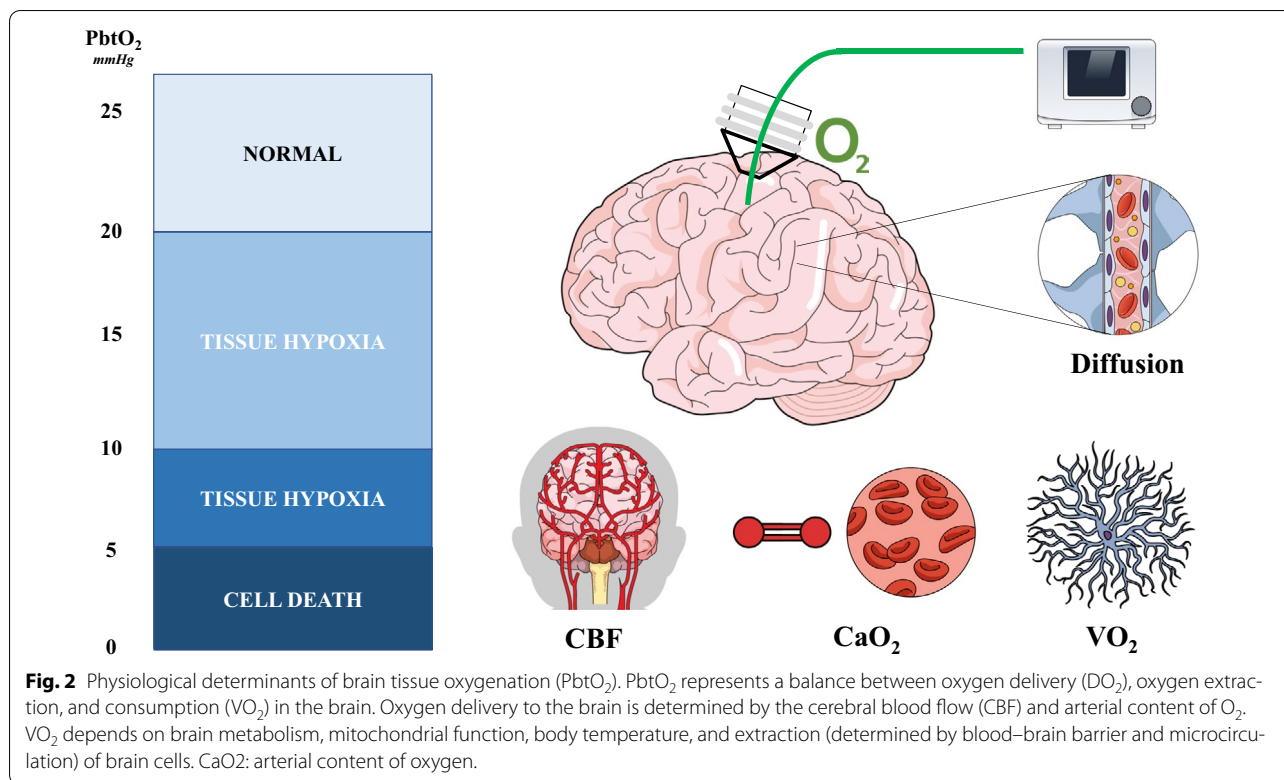 PbtO₂
mmHg
25
NORMAL
20
15
TISSUE HYPOXIA
10
TISSUE HYPOXIA
5
CELL DEATH
0
O₂
Diffusion
CBF
CaO₂
VO₂
Fig. 2 Physiological determinants of brain tissue oxygenation (PbtO₂). PbtO₂ represents a balance between oxygen delivery (DO₂), oxygen extrac-
tion, and consumption (VO₂) in the brain. Oxygen delivery to the brain is determined by the cerebral blood flow (CBF) and arterial content of O₂.
VO₂ depends on brain metabolism, mitochondrial function, body temperature, and extraction (determined by blood–brain barrier and microcircu-
lation) of brain cells. CaO2: arterial content of oxygen.